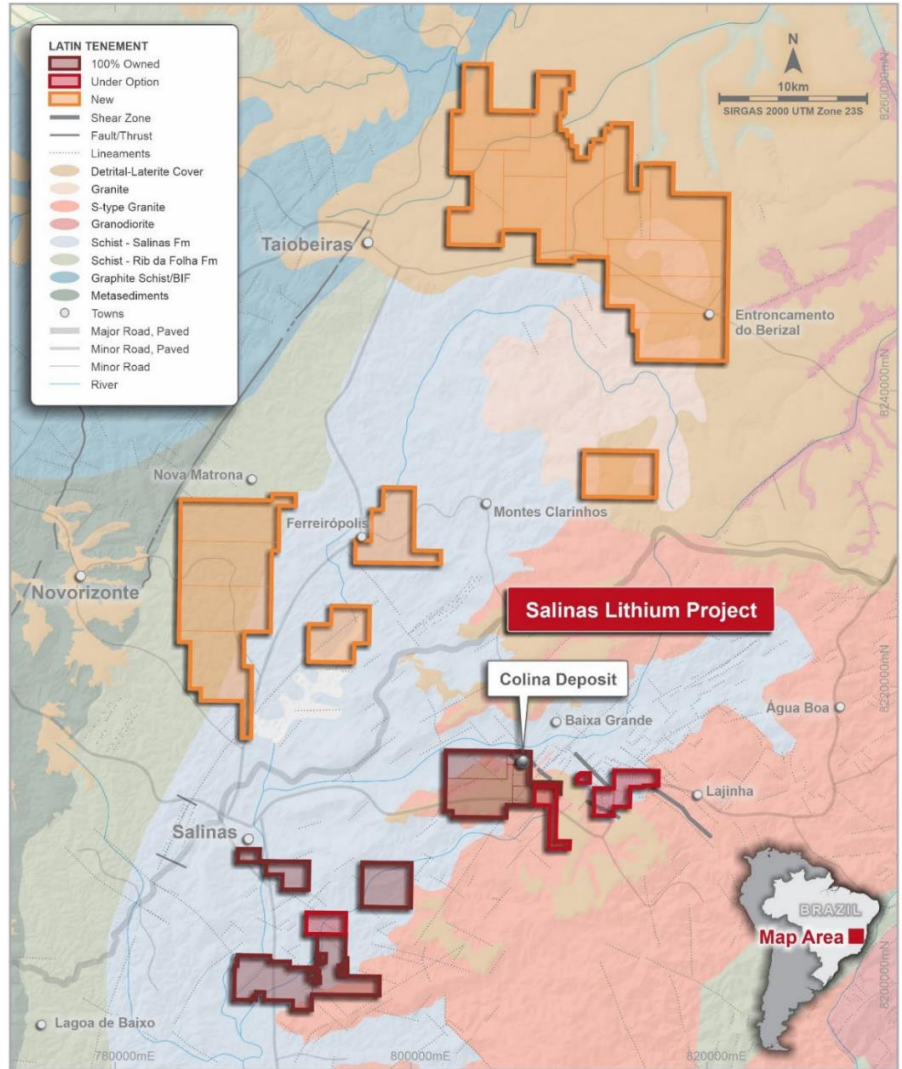 LATIN TENEMENT
100% Owned
Under Option
New
Shear Zone
Fault/Thrust
Lineaments
Detrital-Laterite Cover
Granite
S-type Granite
Granodiorite
Schist - Salinas Fm
Schist - Rib da Folha Fm
Graphite Schist/BIF
Metasediments
Towns
Major Road, Paved
Minor Road, Paved
Minor Road
River
N
10km
SIRGAS 2000 UTM Zone 23S
8260000mN
Taiobeiras
Entroncamento
do Berizal
8240000mN
Nova Matrona
Ferreirópolis
Montes Clarinhos
Novorizonte
Salinas Lithium Project
Colina Deposit
8220000mN
Baixa Grande
Água Boa
Lajinha
Salinas
BRAZIL
Map Area
8200000mN
Lagoa de Baixo
780000mE
800000mE
820000mE